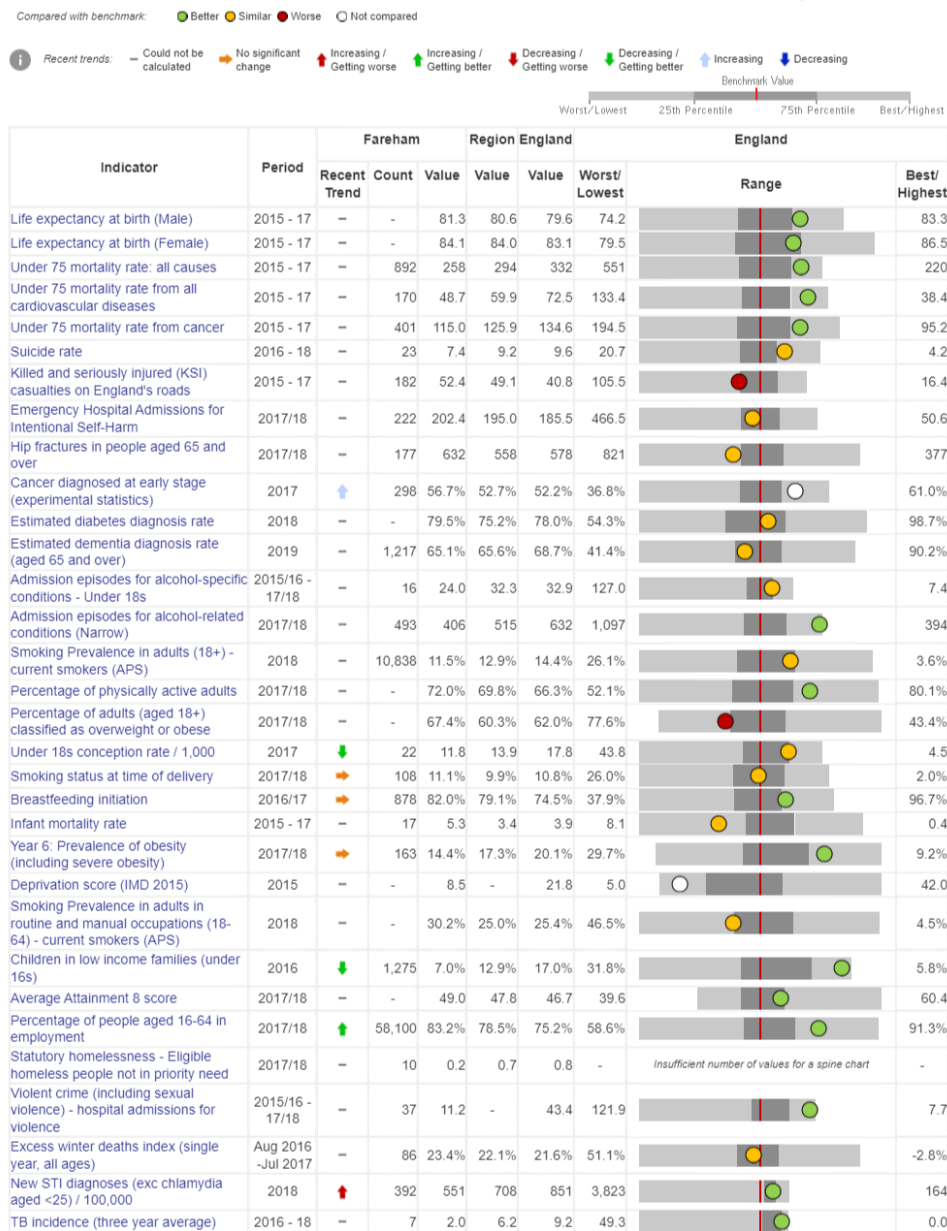 Compared with benchmark: Better Similar Worse Not compared
Recent trends: – Could not be calculated No significant change Increasing / Getting worse Increasing / Getting better Decreasing / Getting worse Decreasing / Getting better Increasing Decreasing
Benchmark Value
Worst/Lowest 25th Percentile 75th Percentile Best/Highest
Fareham Region England England
Indicator Period Recent Trend Count Value Value Value Worst/ Lowest Range Best/ Highest
Life expectancy at birth (Male) 2015 - 17 – - 81.3 80.6 79.6 74.2 83.3
Life expectancy at birth (Female) 2015 - 17 – - 84.1 84.0 83.1 79.5 86.5
Under 75 mortality rate: all causes 2015 - 17 – 892 258 294 332 551 220
Under 75 mortality rate from all cardiovascular diseases 2015 - 17 – 170 48.7 59.9 72.5 133.4 38.4
Under 75 mortality rate from cancer 2015 - 17 – 401 115.0 125.9 134.6 194.5 95.2
Suicide rate 2016 - 18 – 23 7.4 9.2 9.6 20.7 4.2
Killed and seriously injured (KSI) casualties on England's roads 2015 - 17 – 182 52.4 49.1 40.8 105.5 16.4
Emergency Hospital Admissions for Intentional Self-Harm 2017/18 – 222 202.4 195.0 185.5 466.5 50.6
Hip fractures in people aged 65 and over 2017/18 – 177 632 558 578 821 377
Cancer diagnosed at early stage (experimental statistics) 2017 298 56.7% 52.7% 52.2% 36.8% 61.0%
Estimated diabetes diagnosis rate 2018 – - 79.5% 75.2% 78.0% 54.3% 98.7%
Estimated dementia diagnosis rate (aged 65 and over) 2019 – 1,217 65.1% 65.6% 68.7% 41.4% 90.2%
Admission episodes for alcohol-specific conditions - Under 18s 2015/16 - 17/18 – 16 24.0 32.3 32.9 127.0 7.4
Admission episodes for alcohol-related conditions (Narrow) 2017/18 – 493 406 515 632 1,097 394
Smoking Prevalence in adults (18+) - current smokers (APS) 2018 – 10,838 11.5% 12.9% 14.4% 26.1% 3.6%
Percentage of physically active adults 2017/18 – - 72.0% 69.8% 66.3% 52.1% 80.1%
Percentage of adults (aged 18+) classified as overweight or obese 2017/18 – - 67.4% 60.3% 62.0% 77.6% 43.4%
Under 18s conception rate / 1,000 2017 22 11.8 13.9 17.8 43.8 4.5
Smoking status at time of delivery 2017/18 108 11.1% 9.9% 10.8% 26.0% 2.0%
Breastfeeding initiation 2016/17 878 82.0% 79.1% 74.5% 37.9% 96.7%
Infant mortality rate 2015 - 17 – 17 5.3 3.4 3.9 8.1 0.4
Year 6: Prevalence of obesity (including severe obesity) 2017/18 163 14.4% 17.3% 20.1% 29.7% 9.2%
Deprivation score (IMD 2015) 2015 – - 8.5 - 21.8 5.0 42.0
Smoking Prevalence in adults in routine and manual occupations (18-64) - current smokers (APS) 2018 – - 30.2% 25.0% 25.4% 46.5% 4.5%
Children in low income families (under 16s) 2016 1,275 7.0% 12.9% 17.0% 31.8% 5.8%
Average Attainment 8 score 2017/18 – - 49.0 47.8 46.7 39.6 60.4
Percentage of people aged 16-64 in employment 2017/18 58,100 83.2% 78.5% 75.2% 58.6% 91.3%
Statutory homelessness - Eligible homeless people not in priority need 2017/18 – 10 0.2 0.7 0.8 - Insufficient number of values for a spine chart -
Violent crime (including sexual violence) - hospital admissions for violence 2015/16 - 17/18 – 37 11.2 - 43.4 121.9 7.7
Excess winter deaths index (single year, all ages) Aug 2016 -Jul 2017 – 86 23.4% 22.1% 21.6% 51.1% -2.8%
New STI diagnoses (exc chlamydia aged <25) / 100,000 2018 392 551 708 851 3,823 164
TB incidence (three year average) 2016 - 18 – 7 2.0 6.2 9.2 49.3 0.0